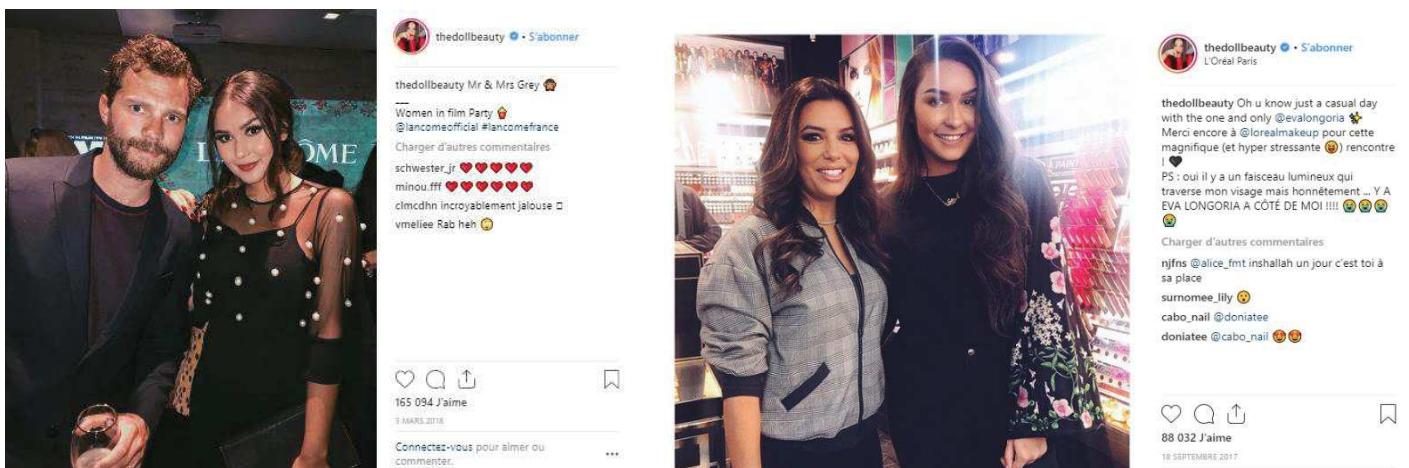 thedollbeauty • S'abonner
thedollbeauty Mr & Mrs Grey 🙊
__
Women in film Party 🍿
@lancomeofficial #lancomefrance
Charger d'autres commentaires
schwester_jr ❤❤❤❤❤
minou.fff ❤❤❤❤❤❤
clmcdhn incroyablement jalouse
vmeliee Rab heh 😳
165 094 J'aime
5 MARS 2018
Connectez-vous pour aimer ou
commenter.
thedollbeauty • S'abonner
L'Oréal Paris
thedollbeauty Oh u know just a casual day
with the one and only @evalongoria ✨
Merci encore à @lorealmakeup pour cette
magnifique (et hyper stressante 😝) rencontre
! 🖤
PS : oui il y a un faisceau lumineux qui
traverse mon visage mais honnêtement ... Y A
EVA LONGORIA A CÔTÉ DE MOI !!!! 😭😭😭
😭
Charger d'autres commentaires
njfns @alice_fmt inshallah un jour c'est toi à
sa place
surnomee_lily 😮
cabo_nail @doniatee
doniatee @cabo_nail 😍😍
88 032 J'aime
18 SEPTEMBRE 2017